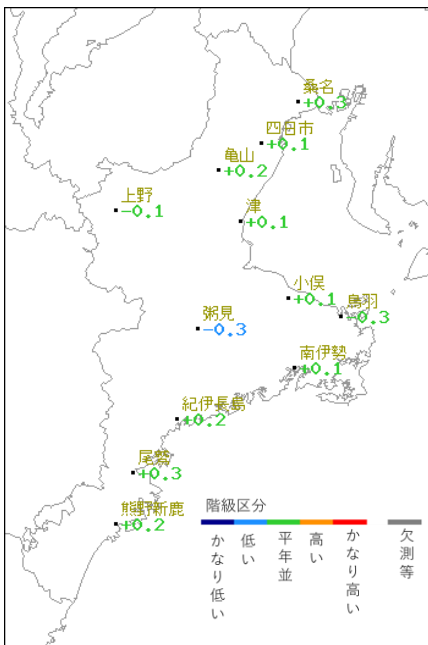 桑名
+0.3
四日市
+0.1
亀山
+0.2
上野
-0.1
津
+0.1
小俣
+0.1
鳥羽
-0.3
粥見
-0.3
南伊勢
+0.1
紀伊長島
+0.2
尾鷲
+0.3
熊野新鹿
+0.2
階級区分
かなり低い
低い
平年並
高い
かなり高い
欠測等